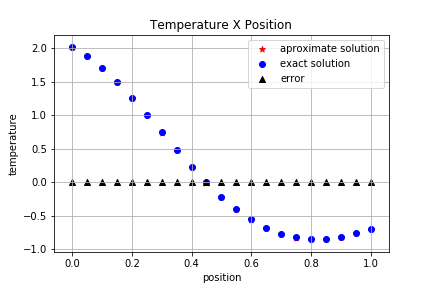 Temperature X Position
aproximate solution
exact solution
error
temperature
2.0
1.5
1.0
0.5
0.0
−0.5
−1.0
0.0 0.2 0.4 0.6 0.8 1.0
position